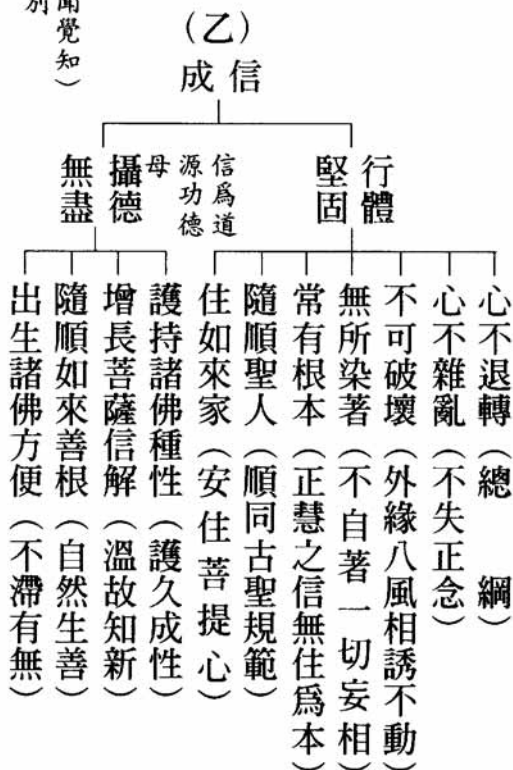 （乙）
成信
行體
堅固
信爲道
源功德
母
攝德
無盡
心不退轉（總　綱）
心不雜亂（不失正念）
不可破壞（外緣八風相誘不動）
無所染著（不自著一切妄相）
常有根本（正慧之信無住爲本）
隨順聖人（順同古聖規範）
住如來家（安住菩提心）
護持諸佛種性（護久成性）
增長菩薩信解（溫故知新）
隨順如來善根（自然生善）
出生諸佛方便（不滯有無）
聞覺知）
別